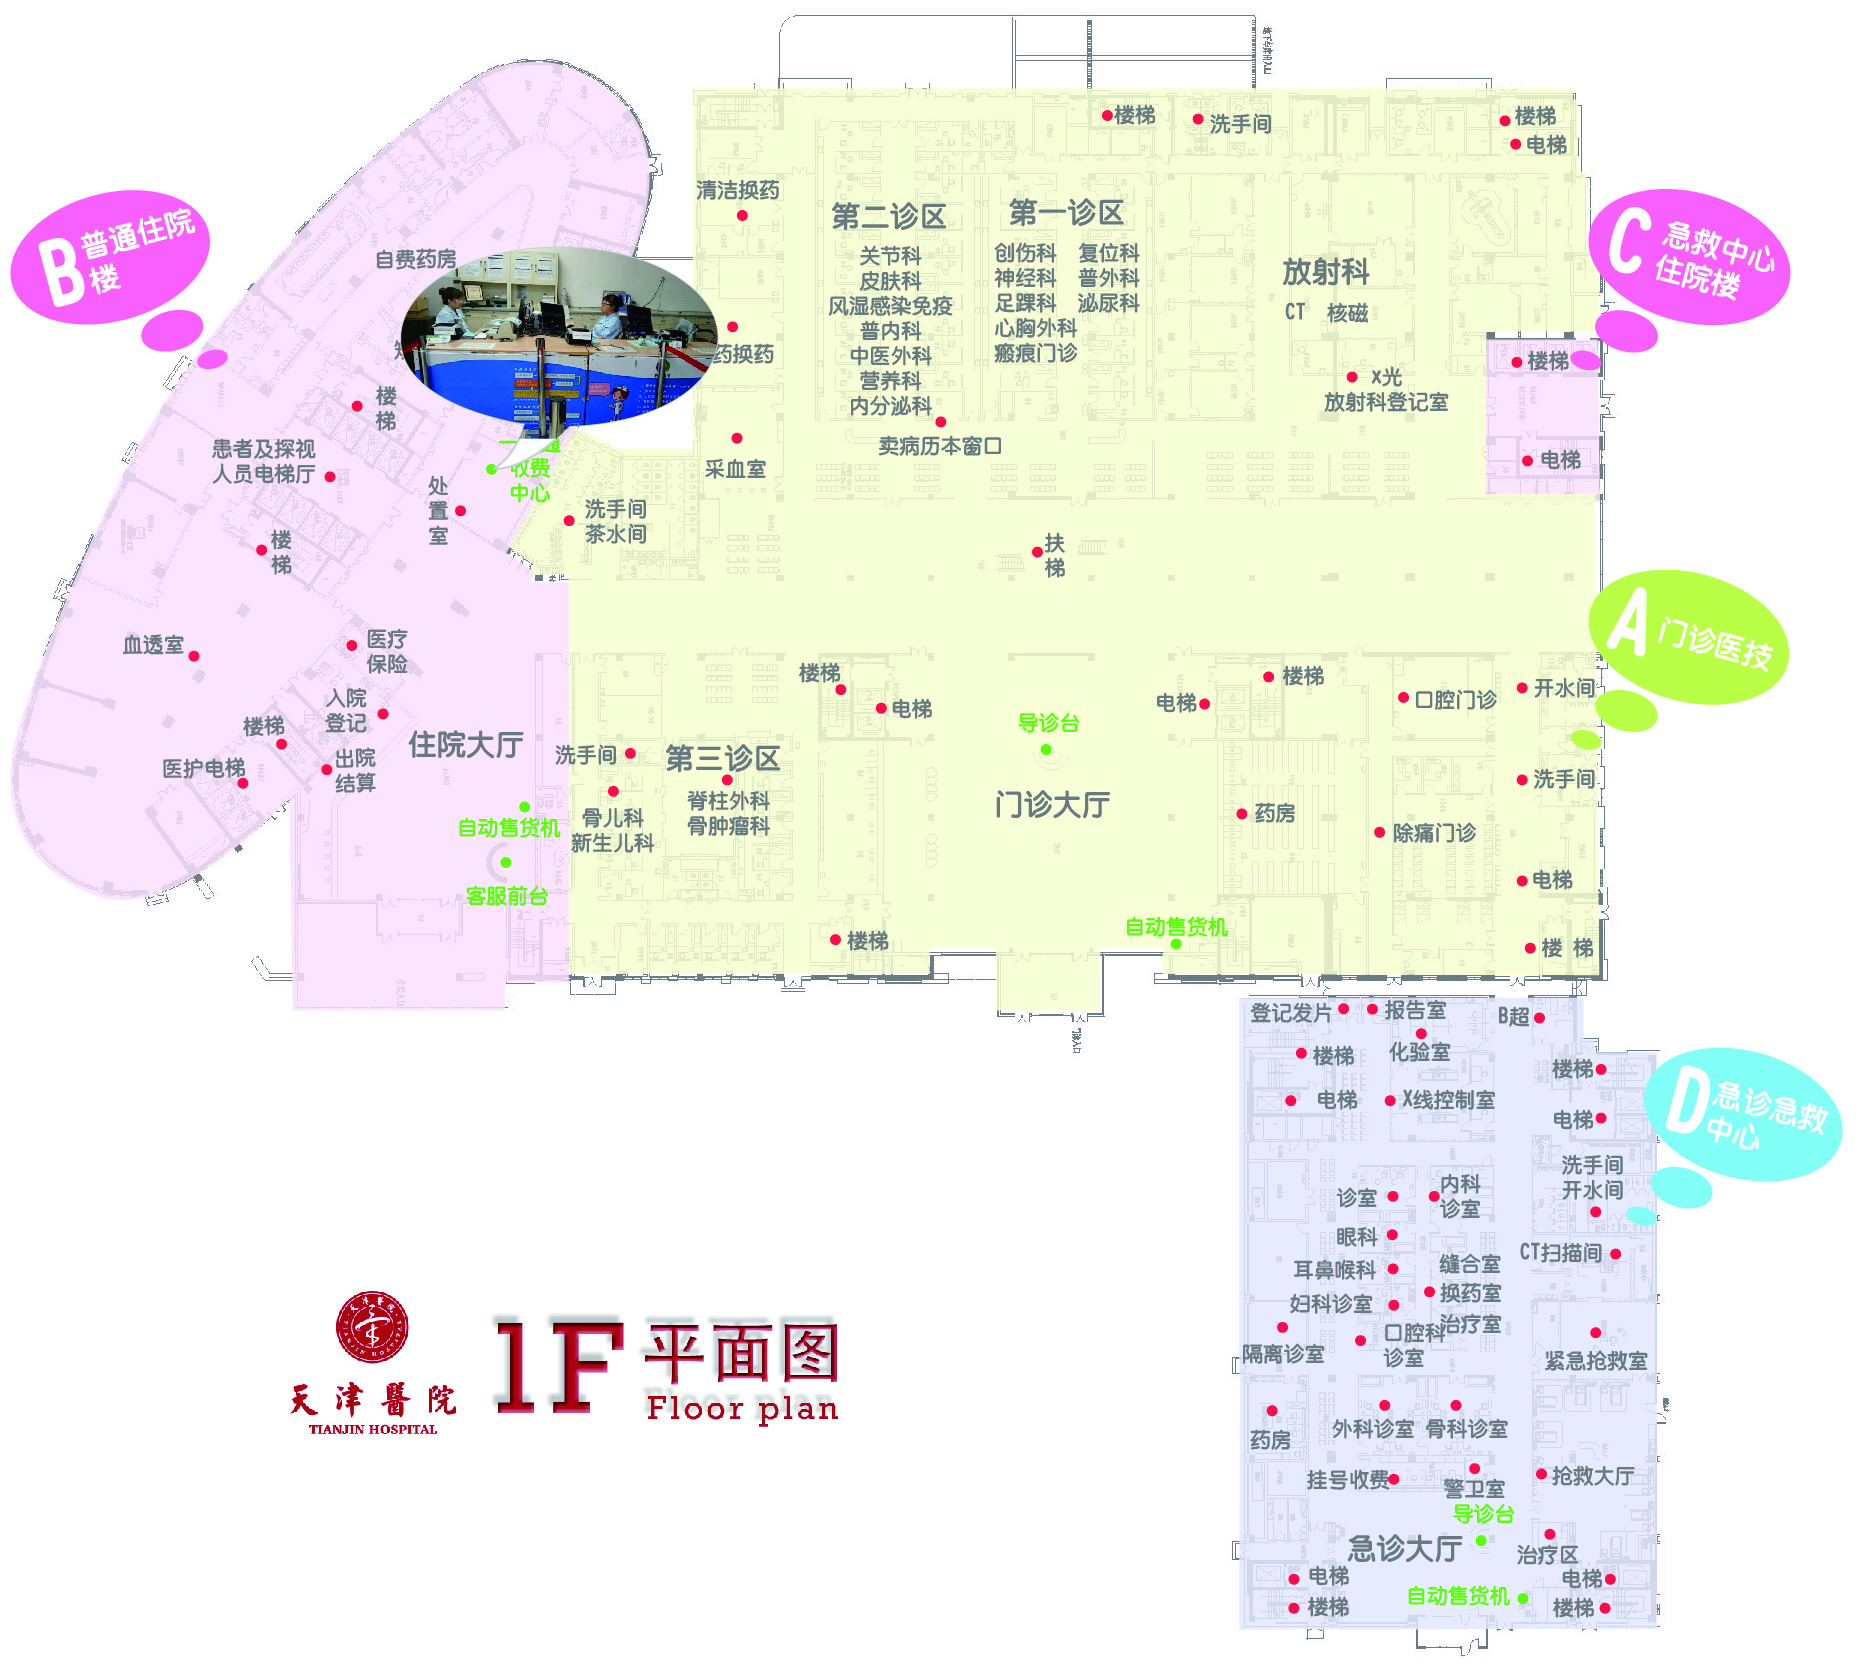 B 普通住院
楼
自费药房
患者及探视
人员电梯厅
楼
梯
楼
梯
处
置
室
收费
中心
血透室
医疗
保险
入院
登记
楼梯
出院
结算
医护电梯
住院大厅
自动售货机
客服前台
清洁换药
药换药
采血室
洗手间
茶水间
第二诊区
关节科
皮肤科
风湿感染免疫
普内科
中医外科
营养科
内分泌科
卖病历本窗口
楼梯
洗手间
第一诊区
创伤科 复位科
神经科 普外科
足踝科 泌尿科
心胸外科
瘢痕门诊
放射科
CT 核磁
X光
放射科登记室
楼梯
电梯
C 急救中心
住院楼
楼梯
电梯
扶
梯
A 门诊医技
楼梯
电梯
洗手间
第三诊区
骨儿科
新生儿科
脊柱外科
骨肿瘤科
楼梯
导诊台
门诊大厅
电梯
楼梯
药房
自动售货机
口腔门诊
开水间
洗手间
除痛门诊
电梯
楼 梯
门诊入口
登记发片
报告室
B超
楼梯
化验室
电梯
X线控制室
楼梯
电梯
D 急诊急救
中心
洗手间
开水间
诊室
内科
诊室
眼科
CT扫描间
耳鼻喉科
缝合室
妇科诊室
换药室
口腔科
诊室
治疗室
隔离诊室
紧急抢救室
药房
外科诊室
骨科诊室
挂号收费
警卫室
抢救大厅
导诊台
急诊大厅
治疗区
电梯
楼梯
自动售货机
电梯
楼梯
天津醫院
TIANJIN HOSPITAL
1F 平面图
Floor plan